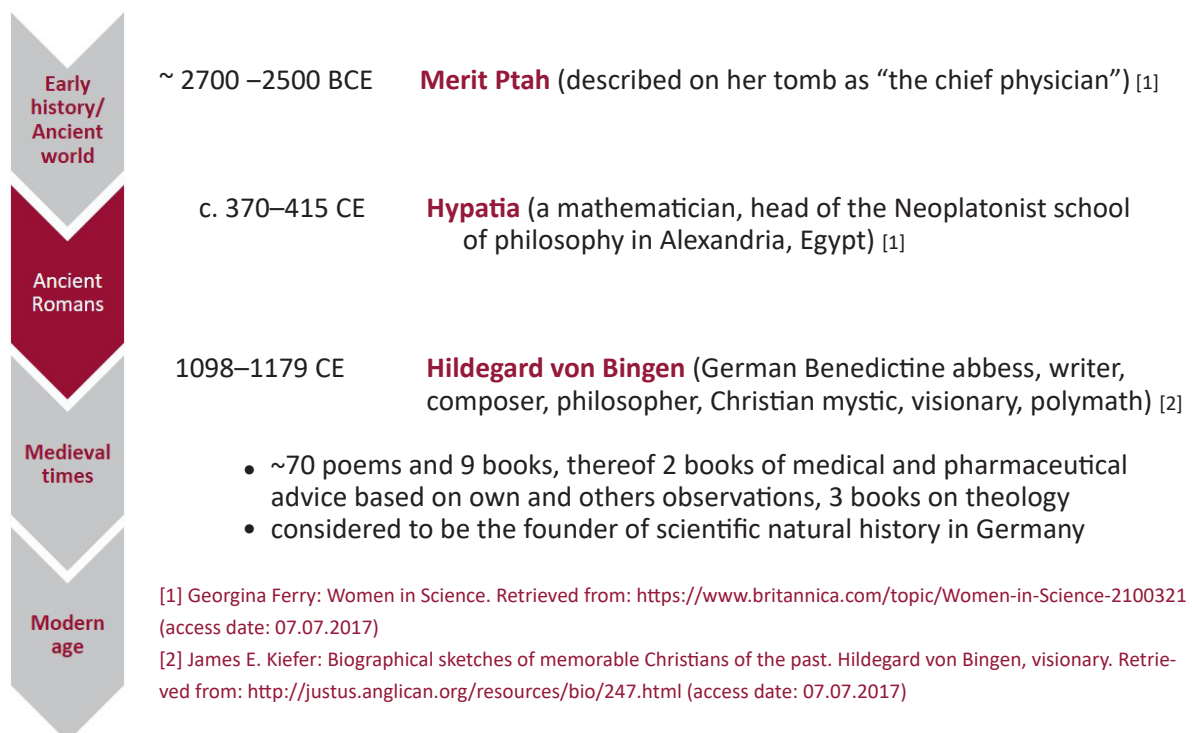 Early
history/
Ancient
world
~ 2700 –2500 BCE Merit Ptah (described on her tomb as “the chief physician”) [1]
c. 370–415 CE Hypatia (a mathematician, head of the Neoplatonist school
of philosophy in Alexandria, Egypt) [1]
Ancient
Romans
1098–1179 CE Hildegard von Bingen (German Benedictine abbess, writer,
composer, philosopher, Christian mystic, visionary, polymath) [2]
Medieval
times
• ~70 poems and 9 books, thereof 2 books of medical and pharmaceutical
advice based on own and others observations, 3 books on theology
• considered to be the founder of scientific natural history in Germany
Modern
age
[1] Georgina Ferry: Women in Science. Retrieved from: https://www.britannica.com/topic/Women-in-Science-2100321
(access date: 07.07.2017)
[2] James E. Kiefer: Biographical sketches of memorable Christians of the past. Hildegard von Bingen, visionary. Retrie-
ved from: http://justus.anglican.org/resources/bio/247.html (access date: 07.07.2017)